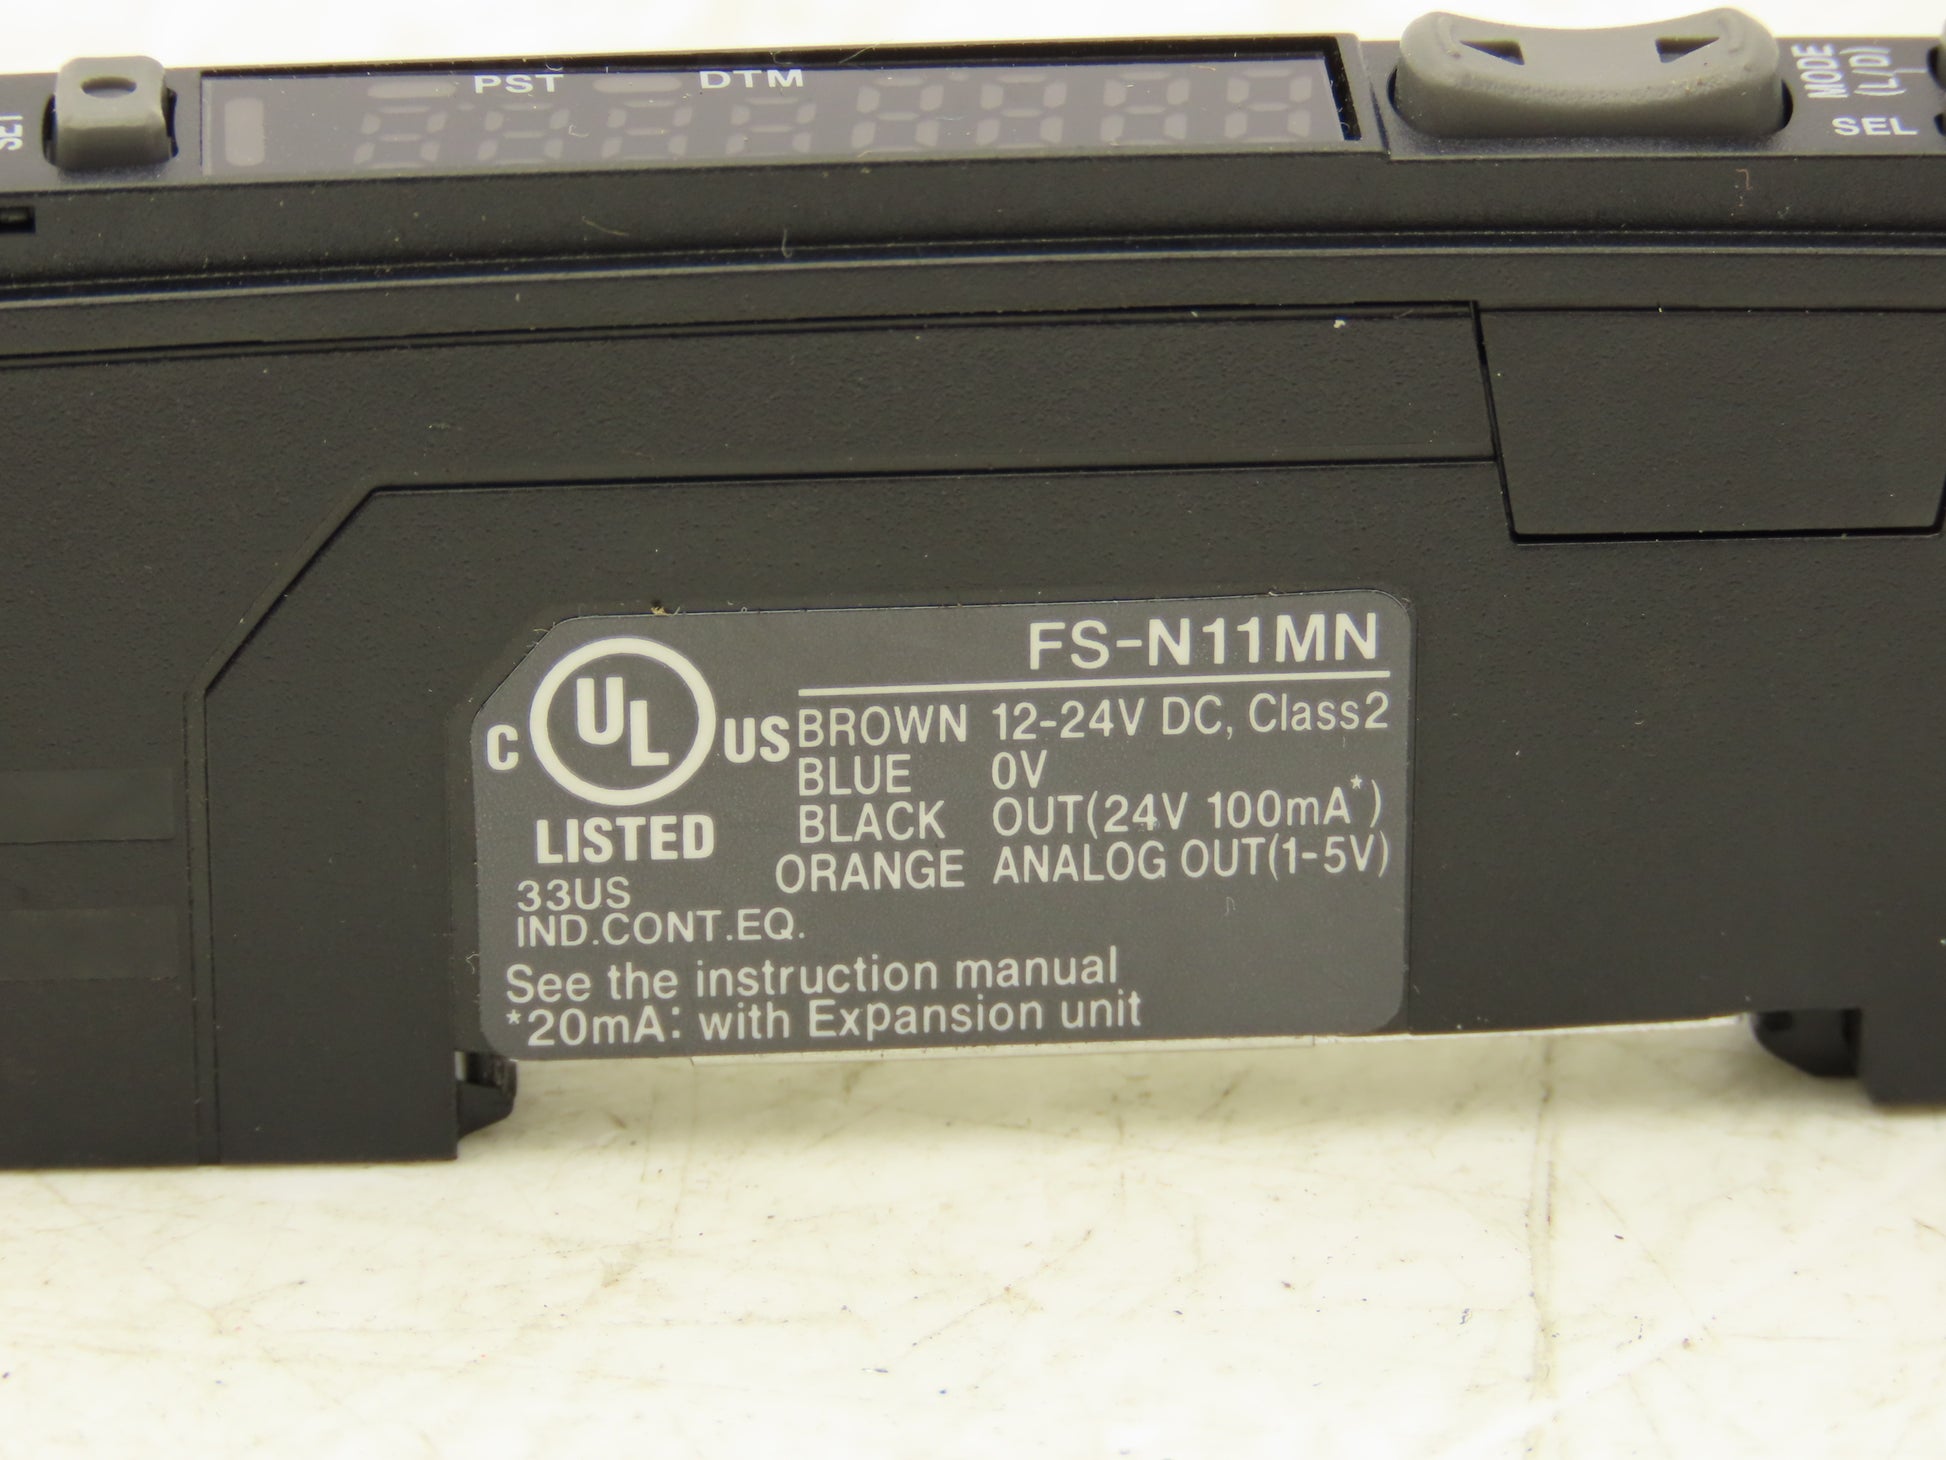 SET
PST DTM
MODE
(L/D)
SEL
FS-N11MN
C UL US
LISTED
33US
IND.CONT.EQ.
BROWN 12-24V DC, Class2
BLUE 0V
BLACK OUT(24V 100mA*)
ORANGE ANALOG OUT(1-5V)
See the instruction manual
*20mA: with Expansion unit